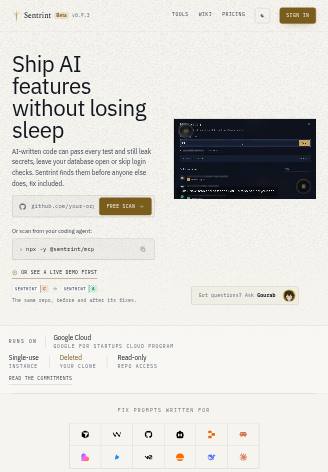 Sentrint Beta v0.9.2
TOOLS WIKI PRICING
SIGN IN
Ship AI
features
without losing
sleep
AI-written code can pass every test and still leak
secrets, leave your database open or skip login
checks. Sentrint finds them before anyone else
does, fix included.
github.com/your-org
FREE SCAN →
Or scan from your coding agent:
› npx -y @sentrint/mcp
OR SEE A LIVE DEMO FIRST
SENTRINT C → SENTRINT A
The same repo, before and after its fixes.
Got questions? Ask Gourab
RUNS ON
Google Cloud
GOOGLE FOR STARTUPS CLOUD PROGRAM
Single-use
INSTANCE
Deleted
YOUR CLONE
Read-only
REPO ACCESS
READ THE COMMITMENTS
FIX PROMPTS WRITTEN FOR